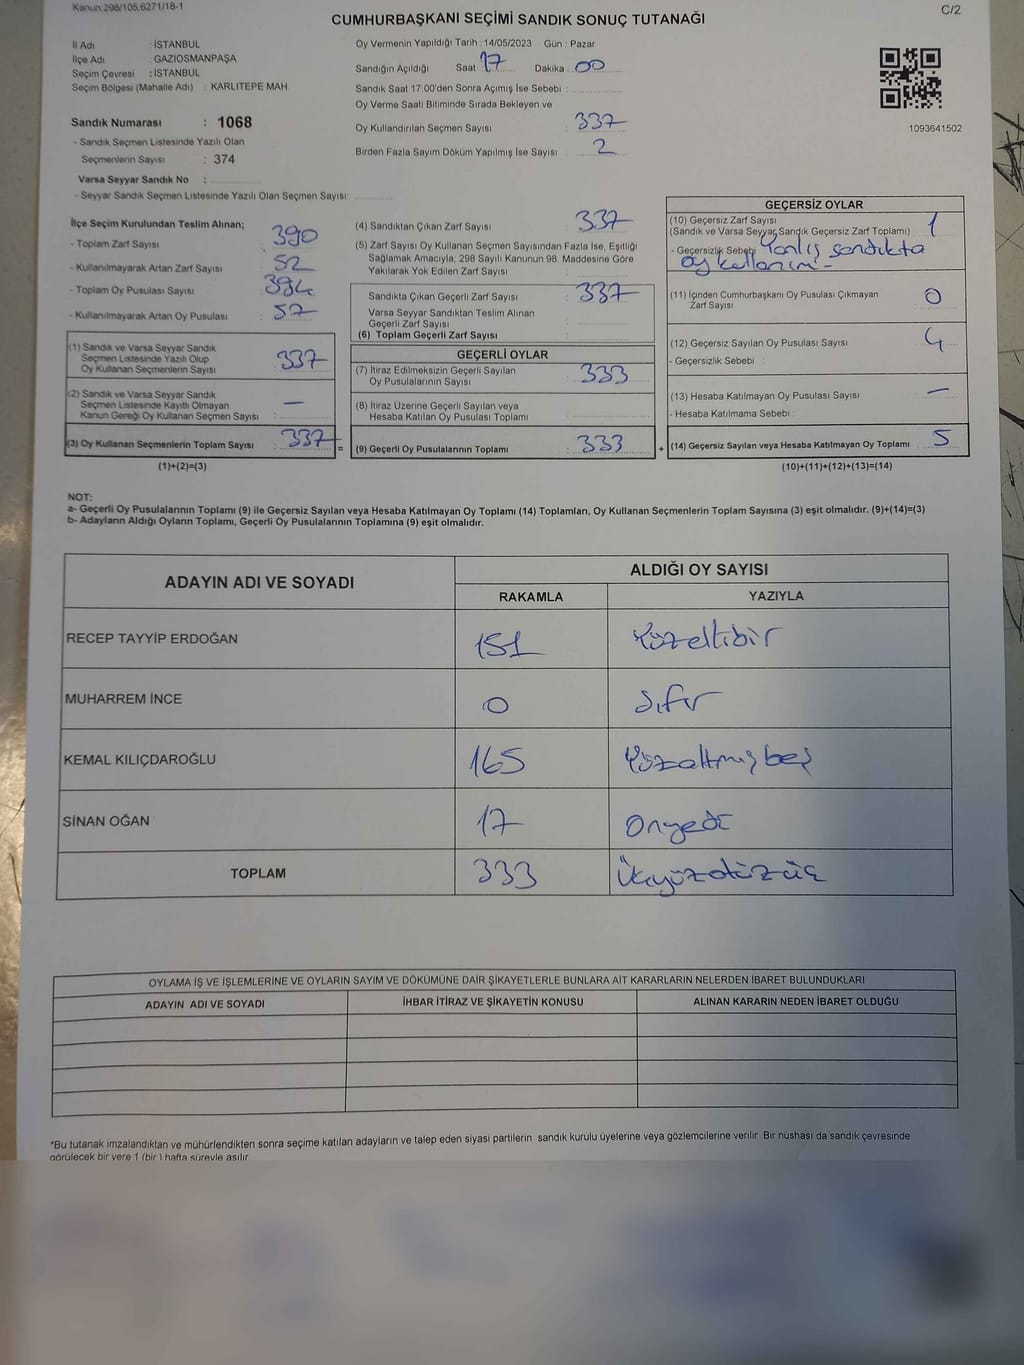 Kanun, 298/105,6271/18-1
C/2
CUMHURBAŞKANI SEÇİMİ SANDIK SONUÇ TUTANAĞI
İl Adı : İSTANBUL
İlçe Adı : GAZİOSMANPAŞA
Seçim Çevresi : İSTANBUL
Seçim Bölgesi (Mahalle Adı) : KARLITEPE MAH.
Sandık Numarası : 1068
- Sandık Seçmen Listesinde Yazılı Olan
Seçmenlerin Sayısı : 374
Varsa Seyyar Sandık No :
- Seyyar Sandık Seçmen Listesinde Yazılı Olan Seçmen Sayısı:
Oy Vermenin Yapıldığı Tarih : 14/05/2023 Gün : Pazar
Sandığın Açıldığı Saat 17 Dakika : 00
Sandık Saat 17:00'den Sonra Açımış İse Sebebi :
Oy Verme Saati Bitiminde Sırada Bekleyen ve
Oy Kullandırılan Seçmen Sayısı : 337
Birden Fazla Sayım Döküm Yapılmış İse Sayısı : 2
1093641502
İlçe Seçim Kurulundan Teslim Alınan;
- Toplam Zarf Sayısı : 390
- Kullanılmayarak Artan Zarf Sayısı : 52
- Toplam Oy Pusulası Sayısı : 394
- Kullanılmayarak Artan Oy Pusulası : 57
(1) Sandık ve Varsa Seyyar Sandık
Seçmen Listesinde Yazılı Olup
Oy Kullanan Seçmenlerin Sayısı : 337
(2) Sandık ve Varsa Seyyar Sandık
Seçmen Listesinde Kayıtlı Olmayan
Kanun Gereği Oy Kullanan Seçmen Sayısı : —
(3) Oy Kullanan Seçmenlerin Toplam Sayısı : 337
(1)+(2)=(3)
(4) Sandıktan Çıkan Zarf Sayısı : 337
(5) Zarf Sayısı Oy Kullanan Seçmen Sayısından Fazla İse, Eşitliği
Sağlamak Amacıyla, 298 Sayılı Kanunun 98. Maddesine Göre
Yakılarak Yok Edilen Zarf Sayısı :
Sandıkta Çıkan Geçerli Zarf Sayısı : 337
Varsa Seyyar Sandıktan Teslim Alınan
Geçerli Zarf Sayısı :
(6) Toplam Geçerli Zarf Sayısı :
GEÇERLİ OYLAR
(7) İtiraz Edilmeksizin Geçerli Sayılan
Oy Pusulalarının Sayısı : 333
(8) İtiraz Üzerine Geçerli Sayılan veya
Hesaba Katılan Oy Pusulası Toplamı :
= (9) Geçerli Oy Pusulalarının Toplamı : 333
GEÇERSİZ OYLAR
(10) Geçersiz Zarf Sayısı
(Sandık ve Varsa Seyyar Sandık Geçersiz Zarf Toplamı) : 1
- Geçersizlik Sebebi : Yanlış sandıkta
oy kullanımı -
(11) İçinden Cumhurbaşkanı Oy Pusulası Çıkmayan
Zarf Sayısı : 0
(12) Geçersiz Sayılan Oy Pusulası Sayısı : 4
- Geçersizlik Sebebi :
(13) Hesaba Katılmayan Oy Pusulası Sayısı : —
- Hesaba Katılmama Sebebi :
+ (14) Geçersiz Sayılan veya Hesaba Katılmayan Oy Toplamı : 5
(10)+(11)+(12)+(13)=(14)
NOT:
a- Geçerli Oy Pusulalarının Toplamı (9) ile Geçersiz Sayılan veya Hesaba Katılmayan Oy Toplamı (14) Toplamları, Oy Kullanan Seçmenlerin Toplam Sayısına (3) eşit olmalıdır. (9)+(14)=(3)
b- Adayların Aldığı Oyların Toplamı, Geçerli Oy Pusulalarının Toplamına (9) eşit olmalıdır.
ADAYIN ADI VE SOYADI
ALDIĞI OY SAYISI
RAKAMLA YAZIYLA
RECEP TAYYİP ERDOĞAN 151 Yüzellibir
MUHARREM İNCE 0 Sıfır
KEMAL KILIÇDAROĞLU 165 Yüzaltmışbeş
SİNAN OĞAN 17 Onyedi
TOPLAM 333 Üçyüzotuzüç
OYLAMA İŞ VE İŞLEMLERİNE VE OYLARIN SAYIM VE DÖKÜMÜNE DAİR ŞİKAYETLERLE BUNLARA AİT KARARLARIN NELERDEN İBARET BULUNDUKLARI
ADAYIN ADI VE SOYADI İHBAR İTİRAZ VE ŞİKAYETİN KONUSU ALINAN KARARIN NEDEN İBARET OLDUĞU
*Bu tutanak imzalandıktan ve mühürlendikten sonra seçime katılan adayların ve talep eden siyasi partilerin sandık kurulu üyelerine veya gözlemcilerine verilir. Bir nüshası da sandık çevresinde
görülecek bir yere 1 (bir) hafta süreyle asılır